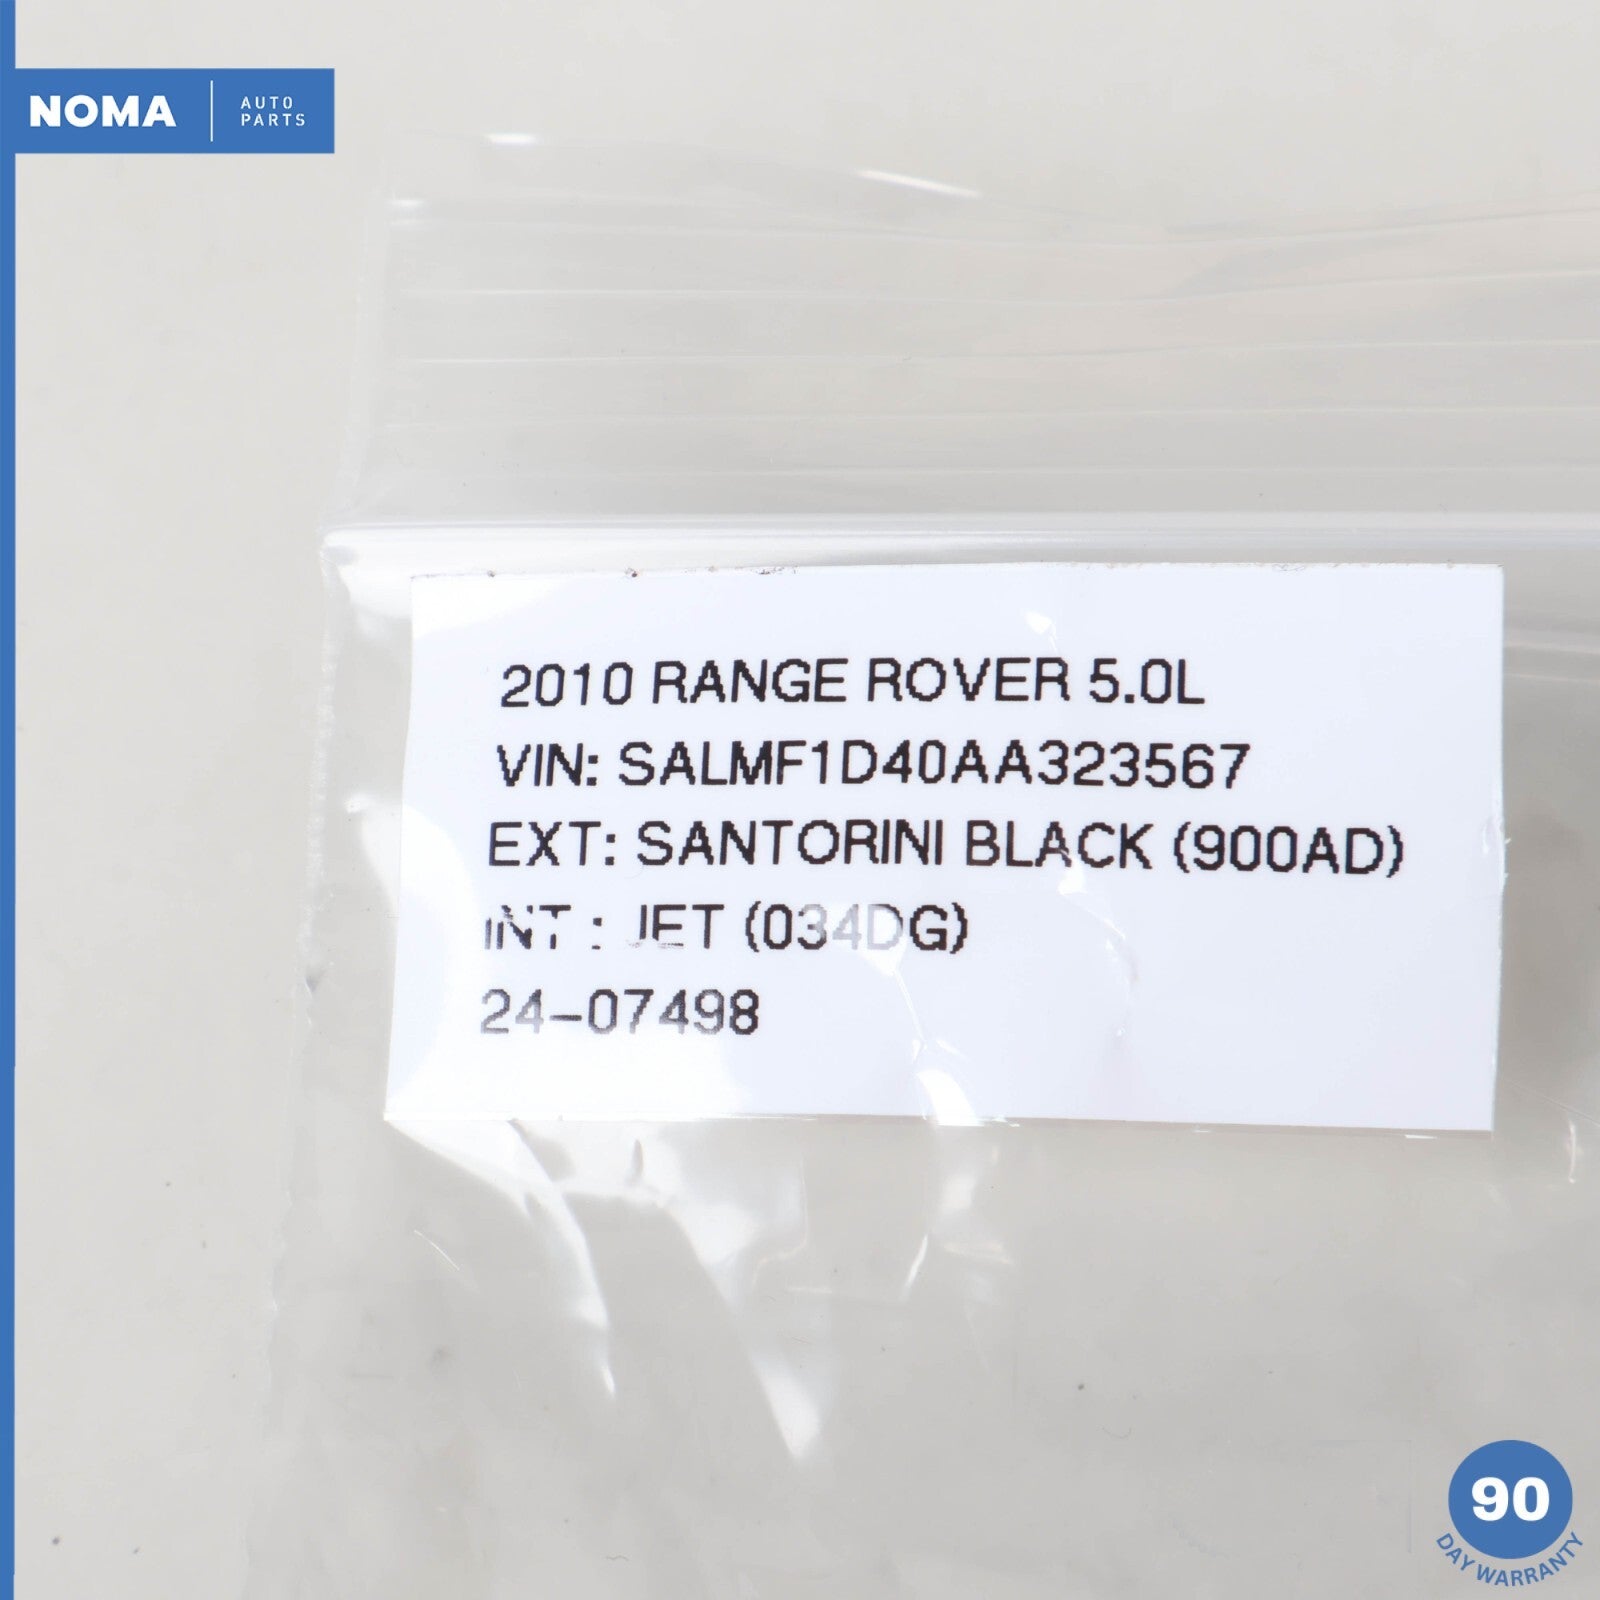 NOMA
AUTO
PARTS
2010 RANGE ROVER 5.0L
VIN: SALMF1D40AA323567
EXT: SANTORINI BLACK (900AD)
INT : JET (034DG)
24-07498
90
DAY WARRANTY